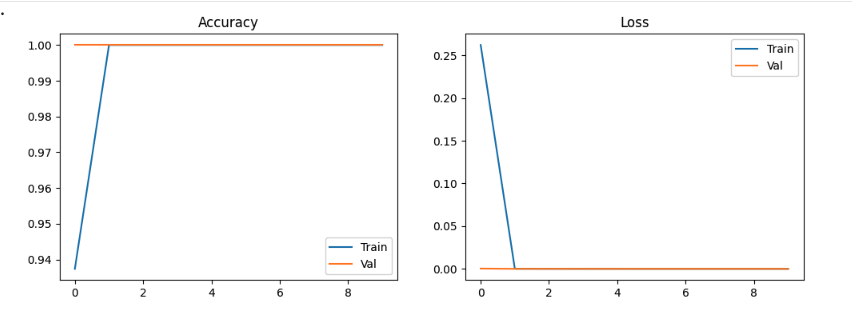 .
Accuracy
1.00
0.99
0.98
0.97
0.96
0.95
0.94
0 2 4 6 8
Train
Val
Loss
0.25
0.20
0.15
0.10
0.05
0.00
0 2 4 6 8
Train
Val